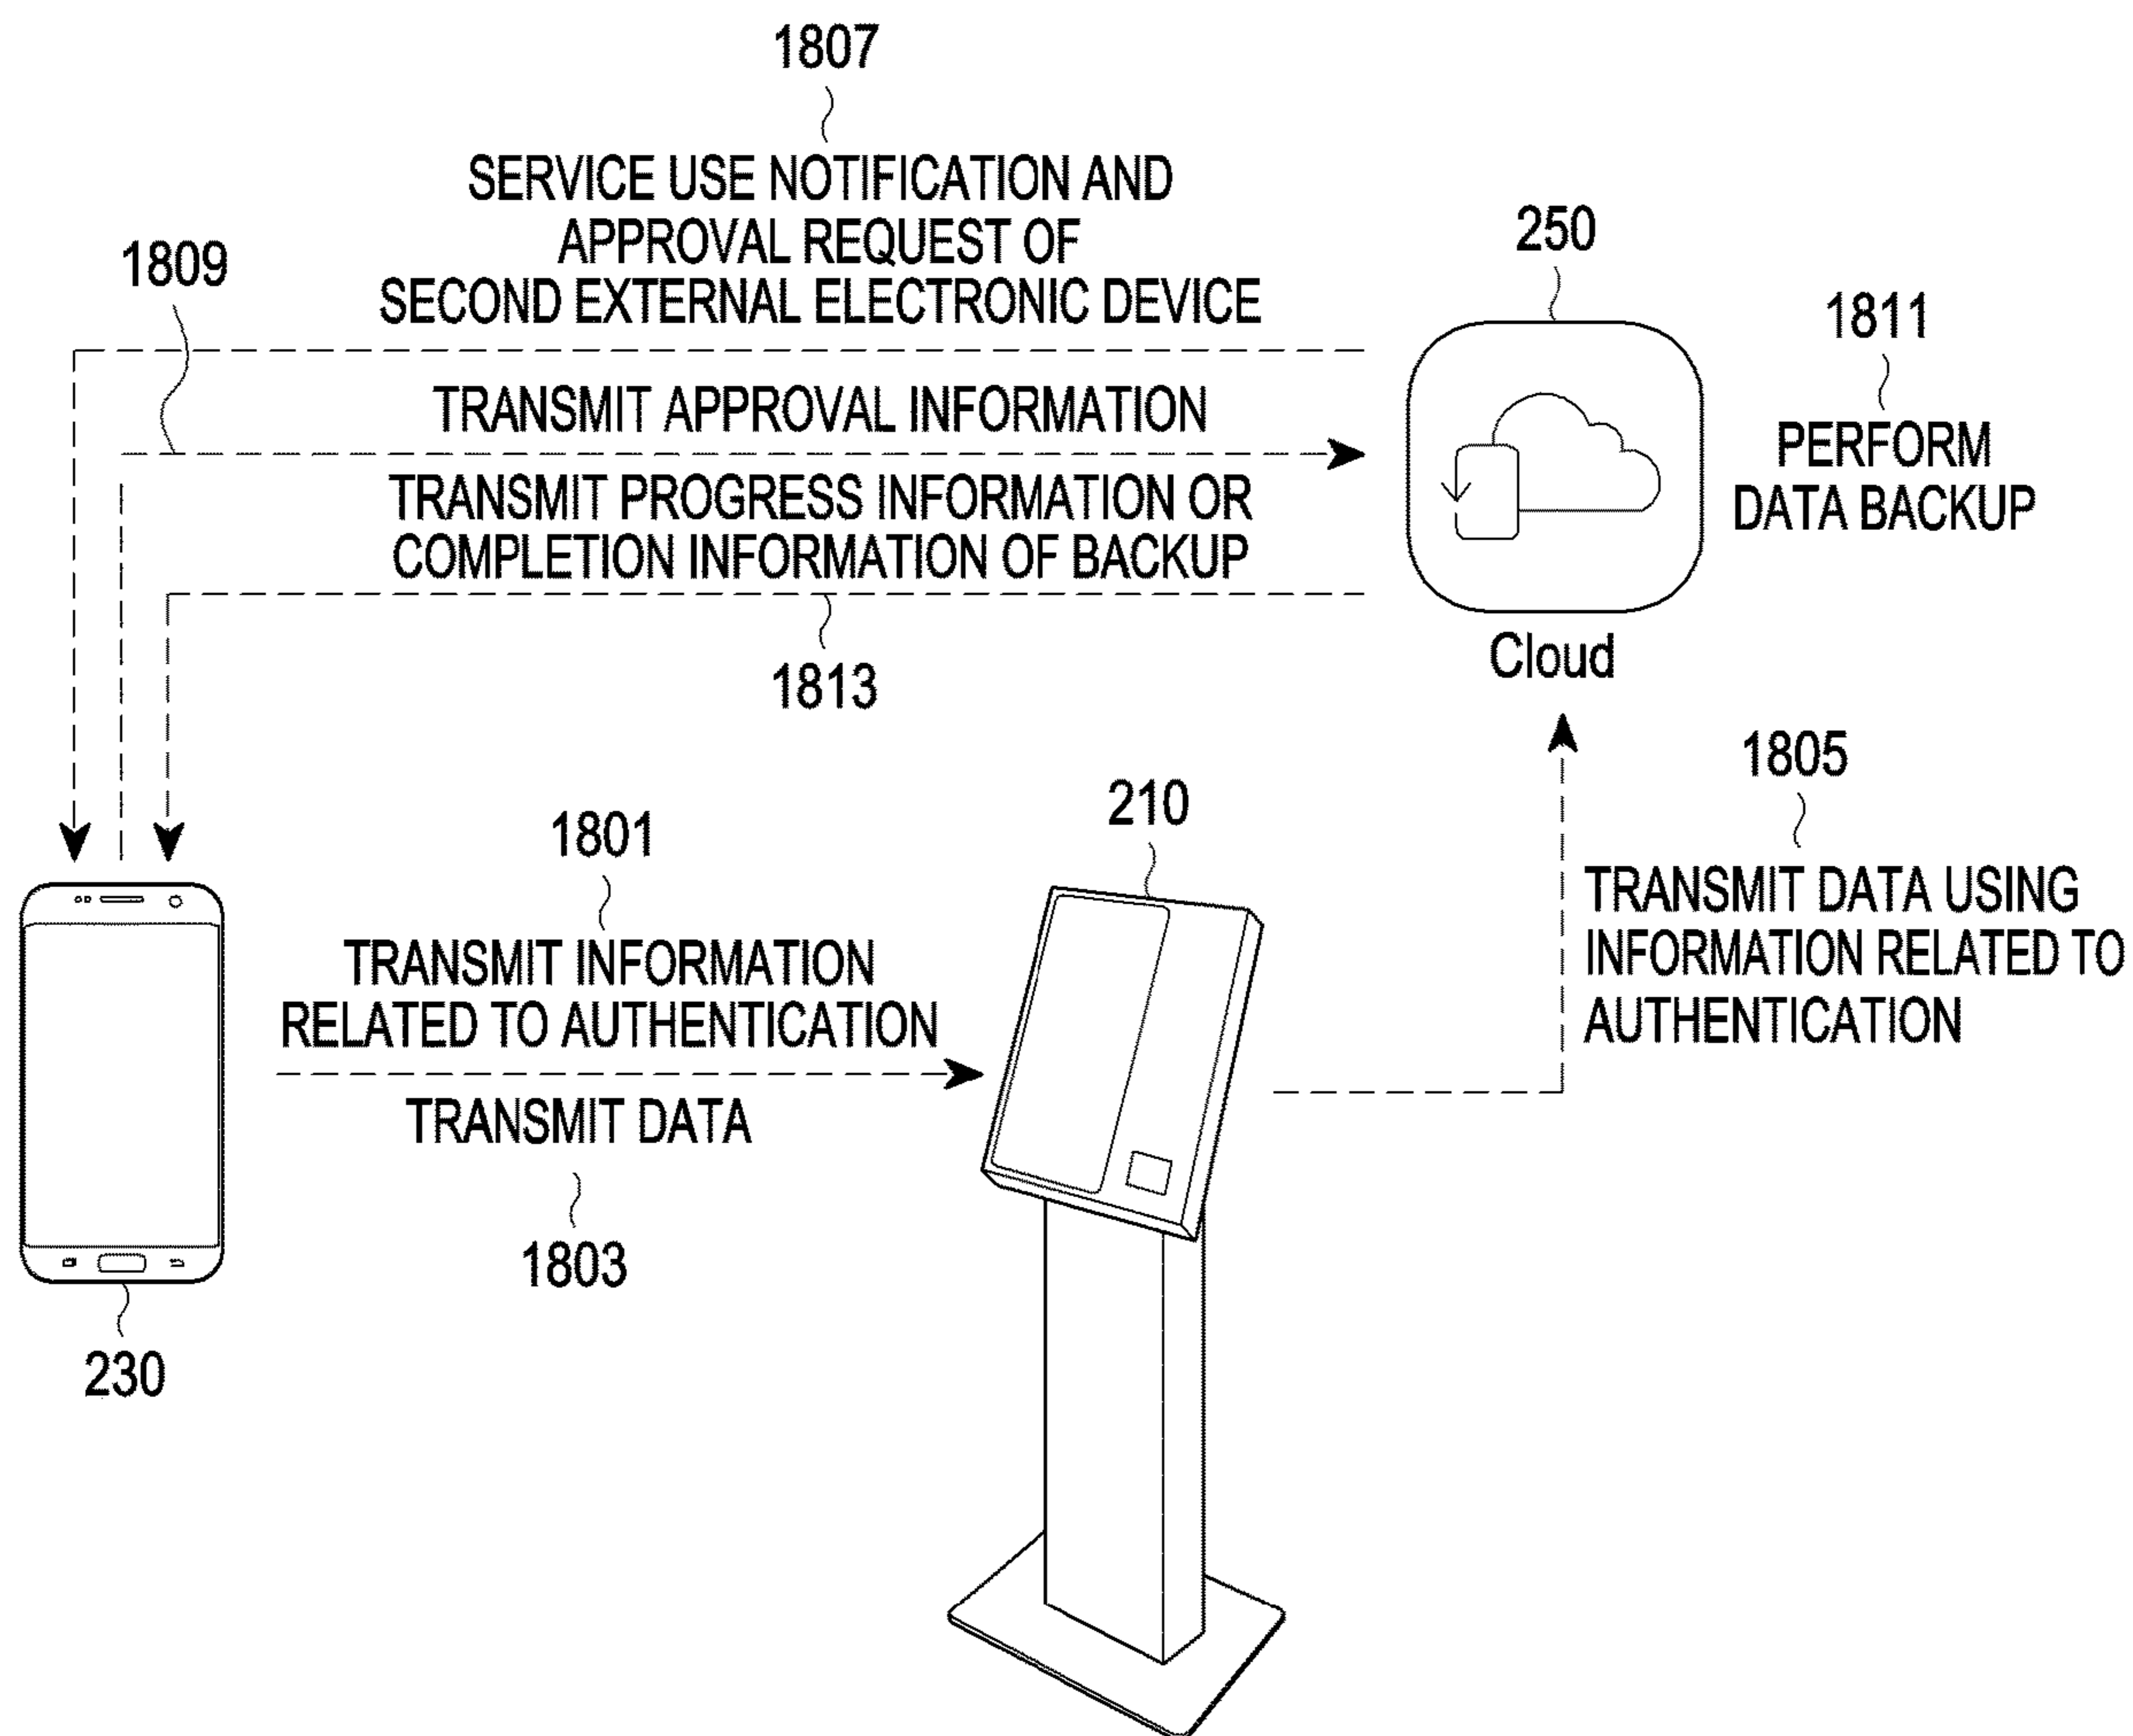 1807
SERVICE USE NOTIFICATION AND
APPROVAL REQUEST OF
SECOND EXTERNAL ELECTRONIC DEVICE
1809
250
1811
TRANSMIT APPROVAL INFORMATION
PERFORM
DATA BACKUP
TRANSMIT PROGRESS INFORMATION OR
COMPLETION INFORMATION OF BACKUP
Cloud
1813
1805
210
1801
TRANSMIT DATA USING
INFORMATION RELATED TO
AUTHENTICATION
TRANSMIT INFORMATION
RELATED TO AUTHENTICATION
TRANSMIT DATA
1803
230